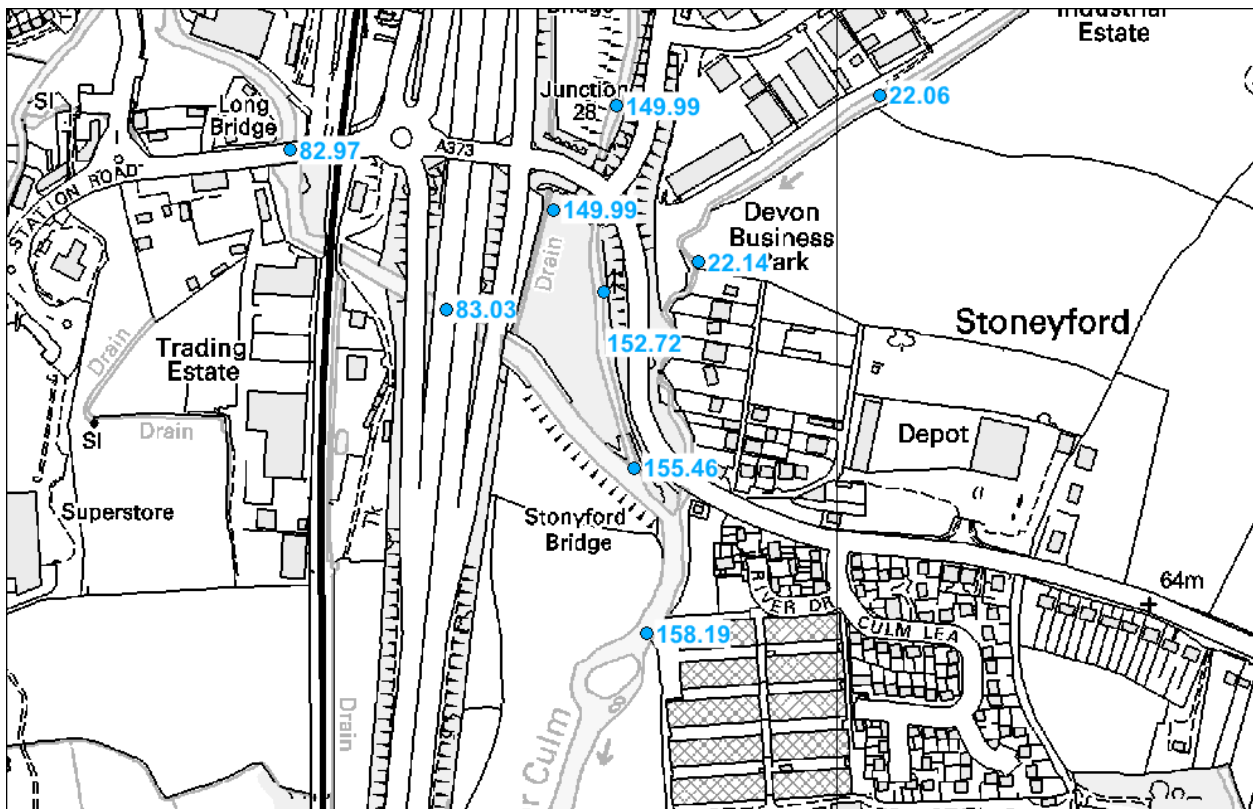 Industrial
Estate
Bridge
Junction
28
149.99
22.06
SI
Long
Bridge
82.97
A373
STATION ROAD
149.99
Devon
Business
Park
22.14
Drain
83.03
152.72
Stoneyford
Drain
Trading
Estate
SI
Drain
Depot
155.46
Superstore
Tk
Stonyford
Bridge
64m
RIVER DR
CULM LEA
158.19
Drain
r Culm